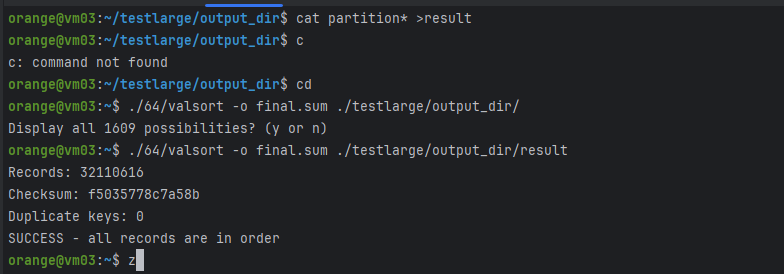 orange@vm03:~/testlarge/output_dir$ cat partition* >result
orange@vm03:~/testlarge/output_dir$ c
c: command not found
orange@vm03:~/testlarge/output_dir$ cd
orange@vm03:~$ ./64/valsort -o final.sum ./testlarge/output_dir/
Display all 1609 possibilities? (y or n)
orange@vm03:~$ ./64/valsort -o final.sum ./testlarge/output_dir/result
Records: 32110616
Checksum: f5035778c7a58b
Duplicate keys: 0
SUCCESS - all records are in order
orange@vm03:~$ z